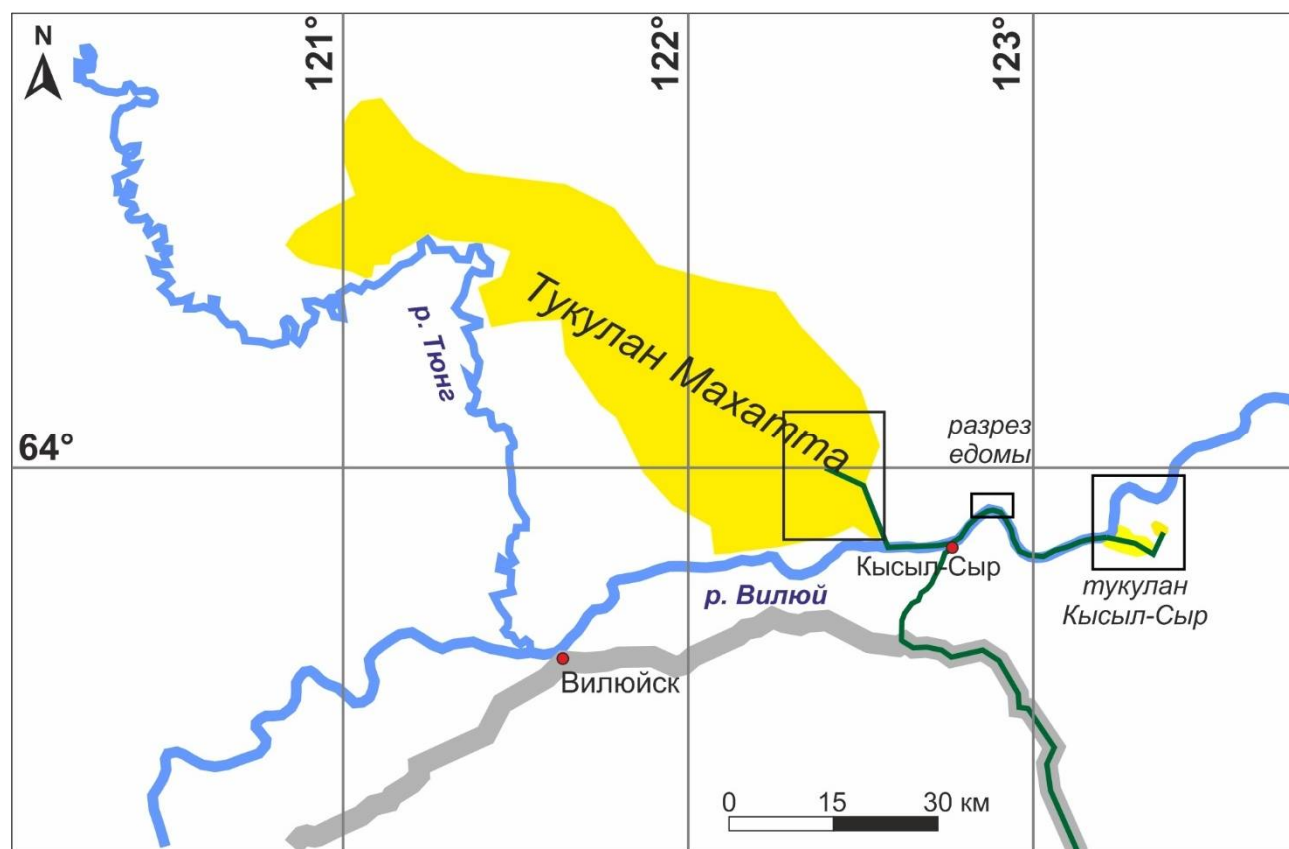 N
121°
122°
123°
р. Тюнг
Тукулан Махатта
64°
разрез
едомы
Кысыл-Сыр
р. Вилюй
тукулан
Кысыл-Сыр
Вилюйск
0 15 30 км